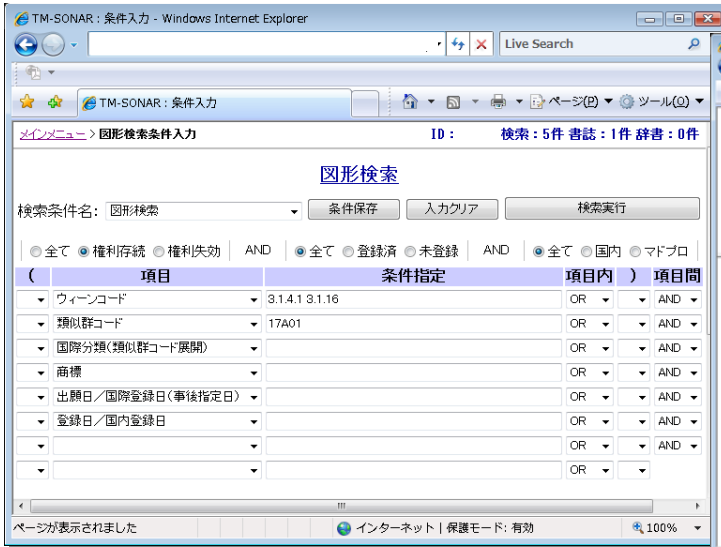 TM-SONAR : 条件入力 - Windows Internet Explorer
Live Search
TM-SONAR : 条件入力
ページ(P) ツール(O)
メインメニュー > 図形検索条件入力 ID : 検索 : 5件 書誌 : 1件 辞書 : 0件
図形検索
検索条件名: 図形検索 条件保存 入力クリア 検索実行
全て 権利存続 権利失効 AND 全て 登録済 未登録 AND 全て 国内 マドプロ
( 項目 条件指定 項目内 ) 項目間
ウィーンコード 3.1.4.1 3.1.16 OR AND
類似群コード 17A01 OR AND
国際分類(類似群コード展開) OR AND
商標 OR AND
出願日/国際登録日(事後指定日) OR AND
登録日/国内登録日 OR AND
OR AND
OR
ページが表示されました インターネット | 保護モード: 有効 100%